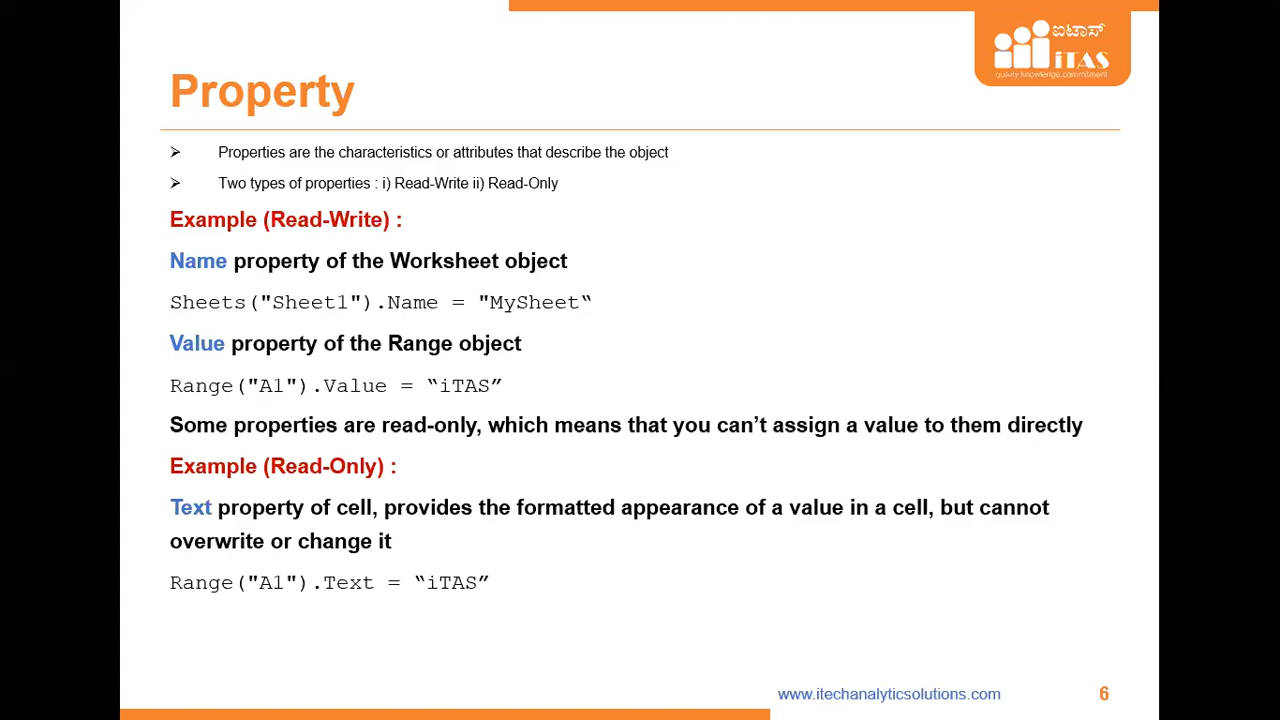 ಐಟಾಸ್
iTAS
quality.knowledge.commitment
Property
➢ Properties are the characteristics or attributes that describe the object
➢ Two types of properties : i) Read-Write ii) Read-Only
Example (Read-Write) :
Name property of the Worksheet object
Sheets("Sheet1").Name = "MySheet“
Value property of the Range object
Range("A1").Value = “iTAS”
Some properties are read-only, which means that you can’t assign a value to them directly
Example (Read-Only) :
Text property of cell, provides the formatted appearance of a value in a cell, but cannot
overwrite or change it
Range("A1").Text = “iTAS”
www.itechanalyticsolutions.com
6